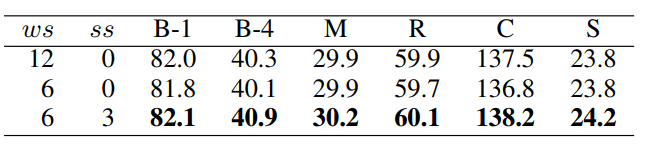 ws ss B-1 B-4 M R C S
12 0 82.0 40.3 29.9 59.9 137.5 23.8
6 0 81.8 40.1 29.9 59.7 136.8 23.8
6 3 82.1 40.9 30.2 60.1 138.2 24.2